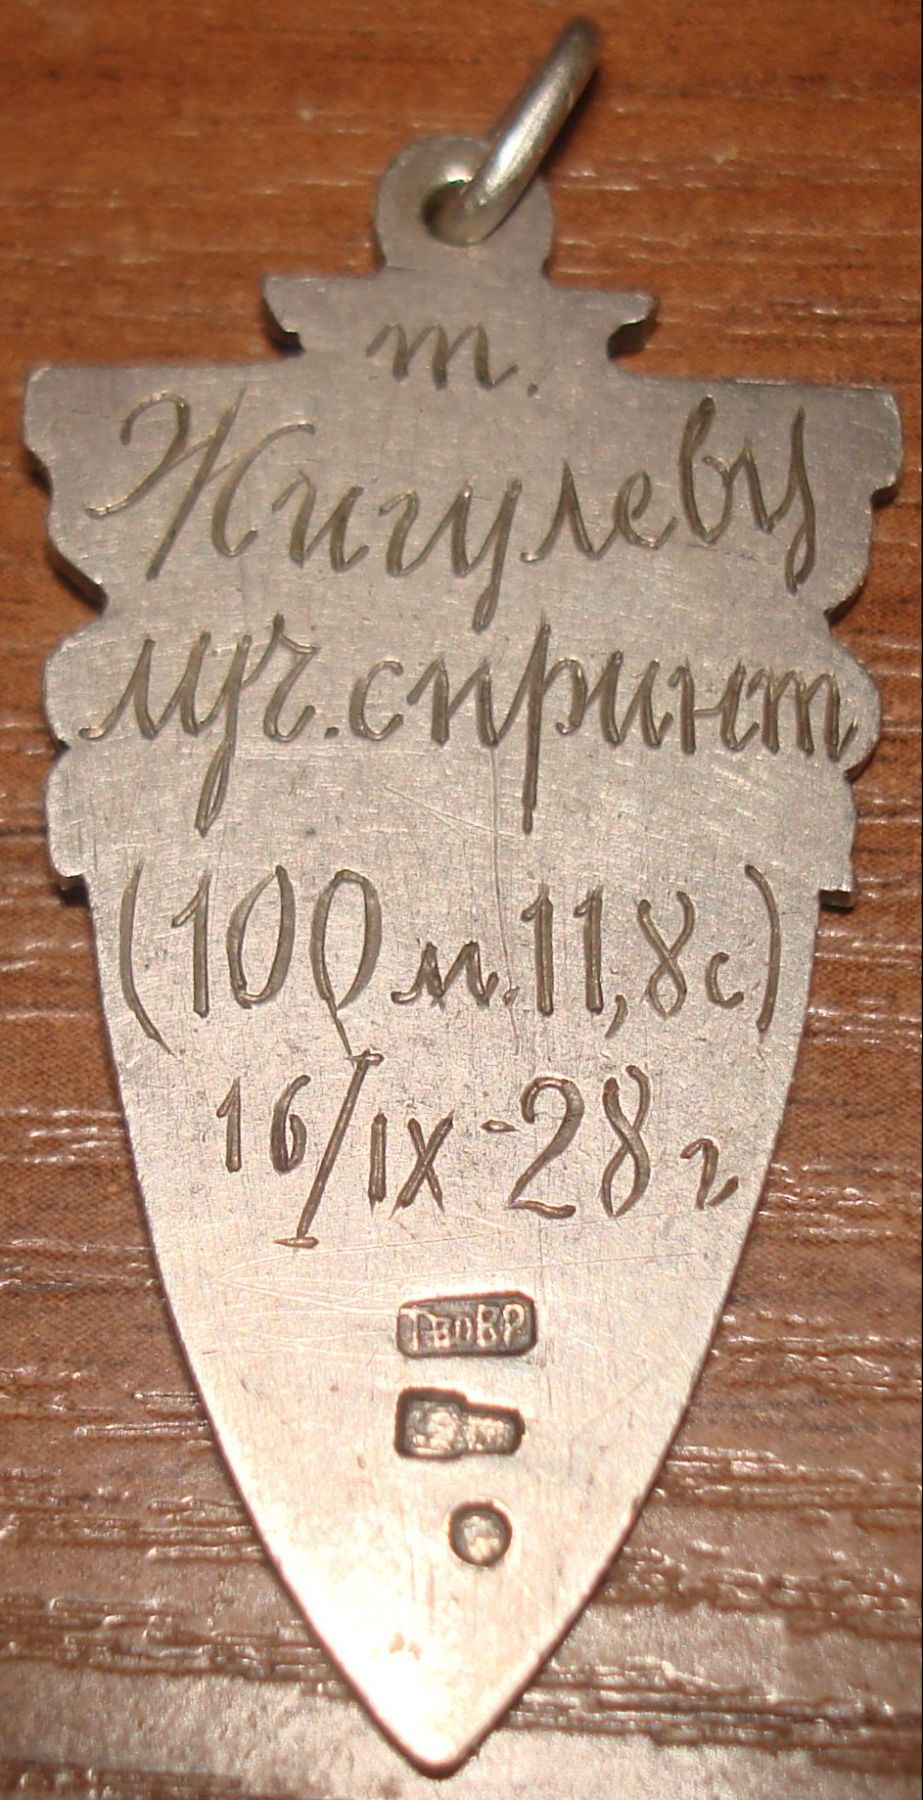 т.
Жигулеву
луч. спринт
(100 м. 11,8 с)
16/IX-28 г